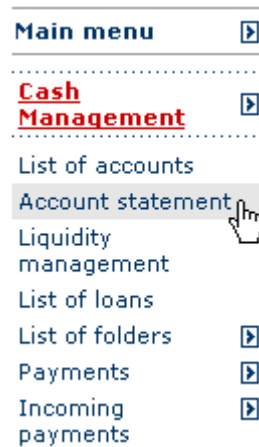 Main menu
Cash
Management
List of accounts
Account statement
Liquidity
management
List of loans
List of folders
Payments
Incoming
payments